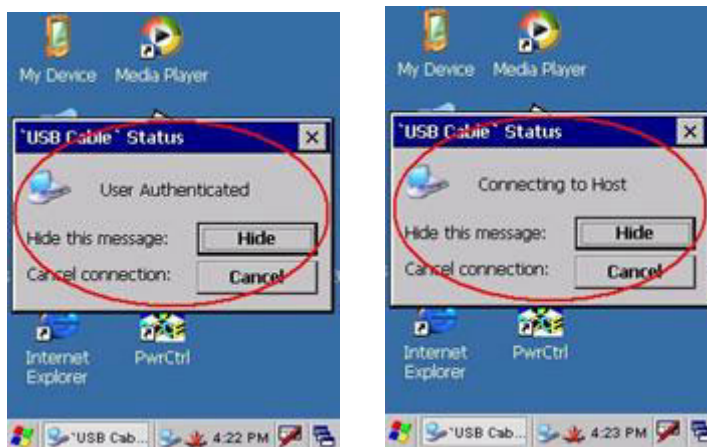 My Device Media Player
`USB Cable` Status
User Authenticated
Hide this message: Hide
Cancel connection: Cancel
Internet Explorer
PwrCtrl
`USB Cab... 4:22 PM
My Device Media Player
`USB Cable` Status
Connecting to Host
Hide this message: Hide
Cancel connection: Cancel
Internet Explorer
PwrCtrl
`USB Cab... 4:23 PM